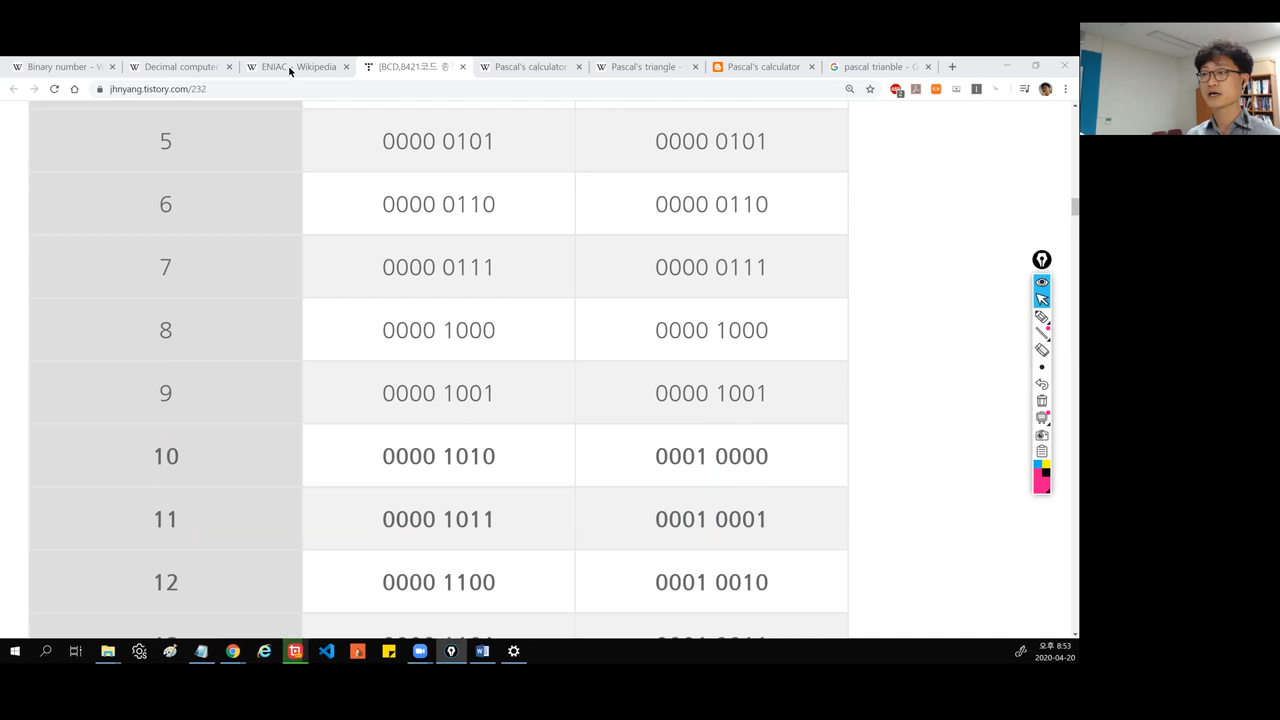 Binary number - W
Decimal computer
ENIAC - Wikipedia
[BCD,8421코드 총
Pascal's calculator
Pascal's triangle -
Pascal's calculator
pascal trianble - G
jhnyang.tistory.com/232
5 0000 0101 0000 0101
6 0000 0110 0000 0110
7 0000 0111 0000 0111
8 0000 1000 0000 1000
9 0000 1001 0000 1001
10 0000 1010 0001 0000
11 0000 1011 0001 0001
12 0000 1100 0001 0010
오후 8:53
2020-04-20